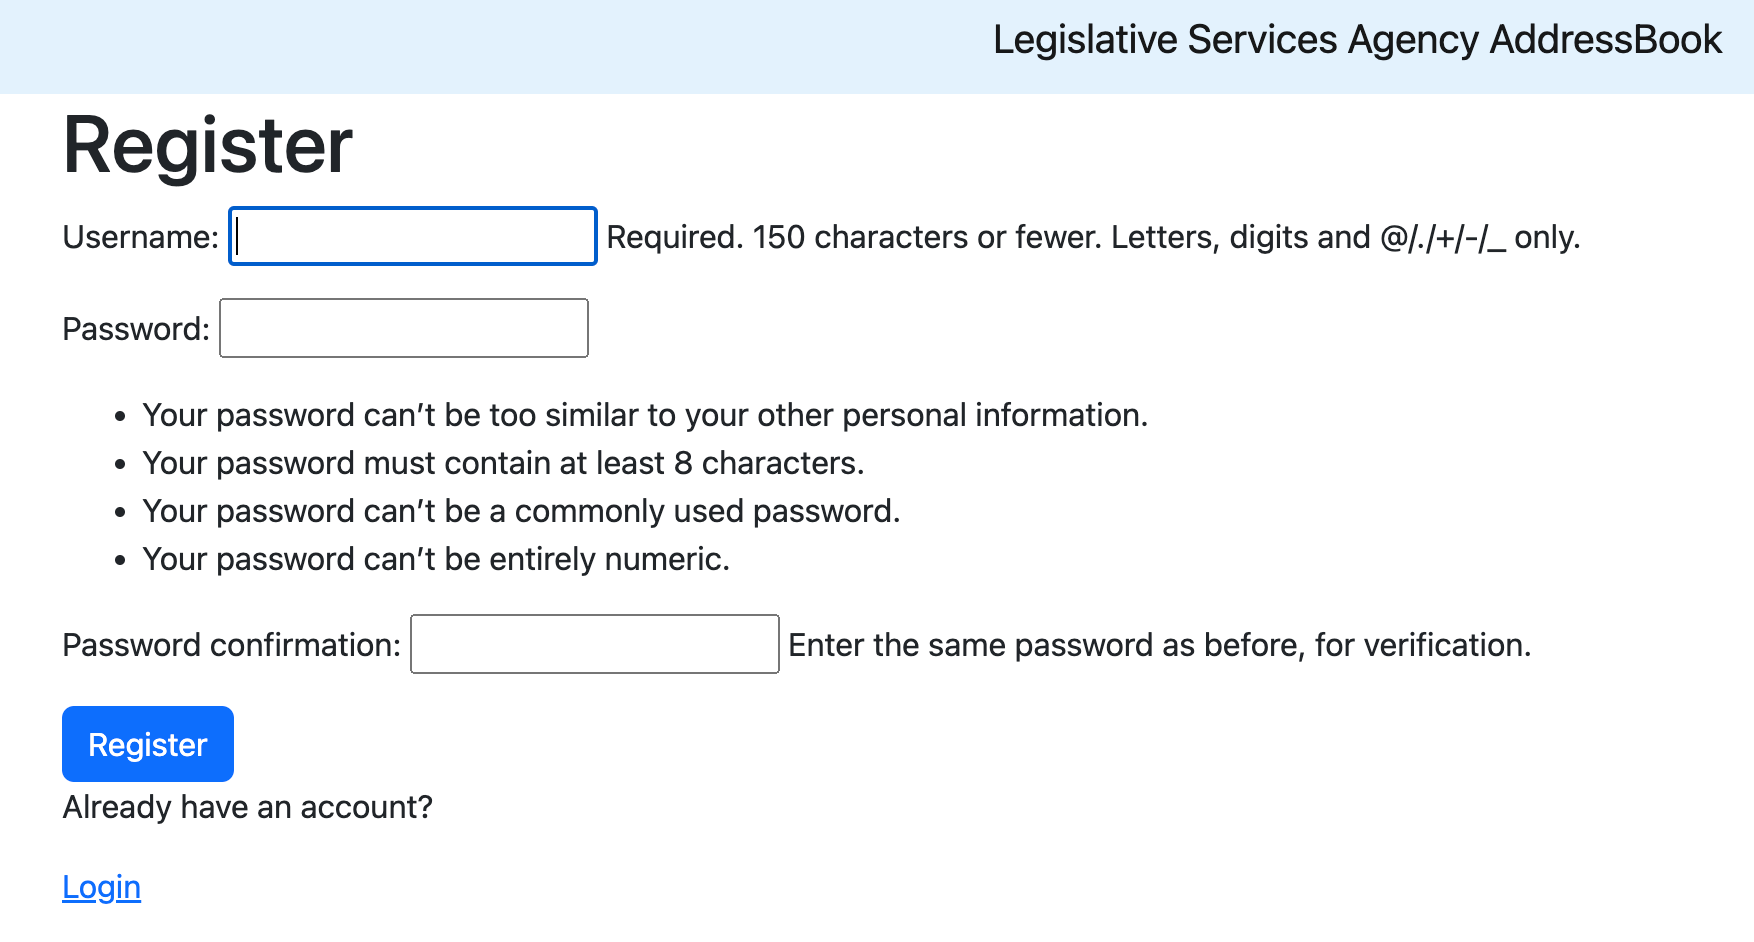 Legislative Services Agency AddressBook
Register
Username: Required. 150 characters or fewer. Letters, digits and @/./+/-/_ only.
Password:
• Your password can’t be too similar to your other personal information.
• Your password must contain at least 8 characters.
• Your password can’t be a commonly used password.
• Your password can’t be entirely numeric.
Password confirmation: Enter the same password as before, for verification.
Register
Already have an account?
Login